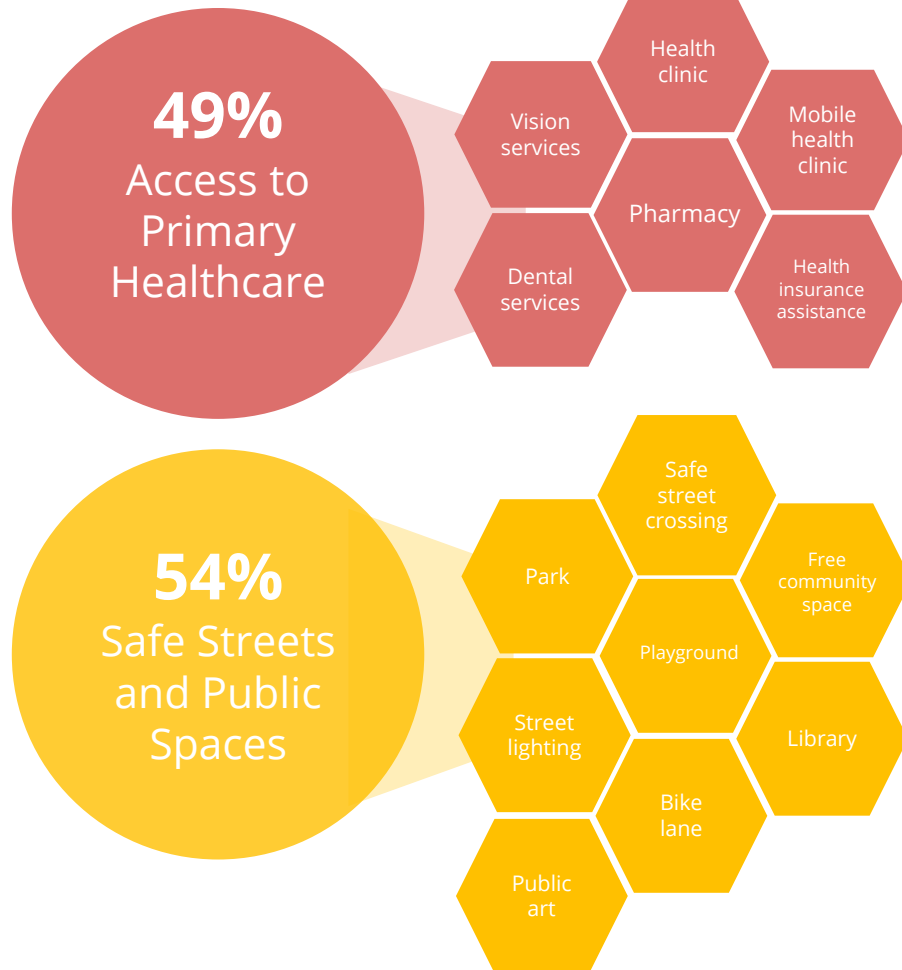 49%
Access to
Primary
Healthcare
Health
clinic
Vision
services
Mobile
health
clinic
Pharmacy
Dental
services
Health
insurance
assistance
54%
Safe Streets
and Public
Spaces
Safe
street
crossing
Park
Free
community
space
Playground
Street
lighting
Library
Bike
lane
Public
art